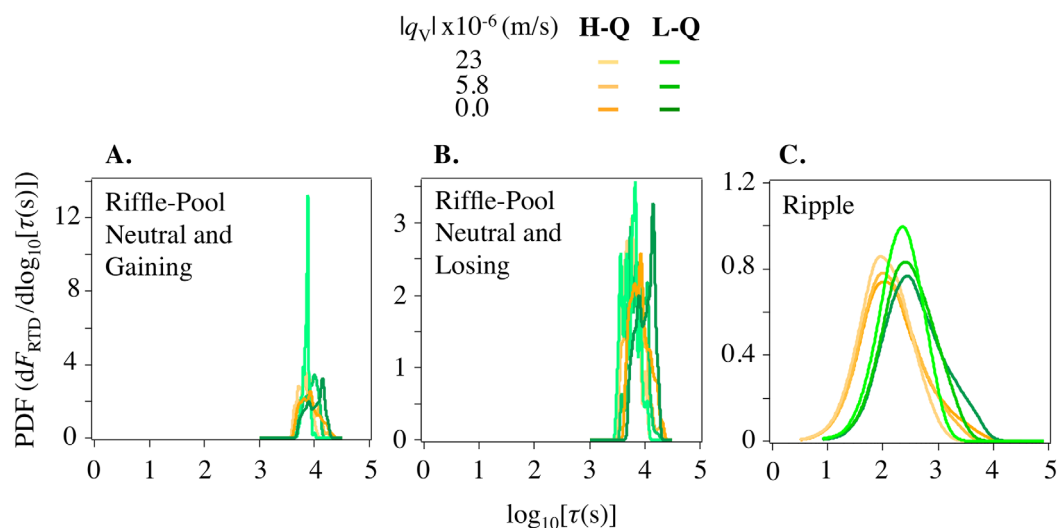 |qV| x10⁻⁶ (m/s) H-Q L-Q
23
5.8
0.0
A. B. C.
Riffle-Pool
Neutral and
Gaining
Riffle-Pool
Neutral and
Losing
Ripple
PDF (dF_RTD/dlog₁₀[τ(s)])
12
8
4
0
0 1 2 3 4 5
3
2
1
0
0 1 2 3 4 5
1.2
0.8
0.4
0
0 1 2 3 4 5
log₁₀[τ(s)]